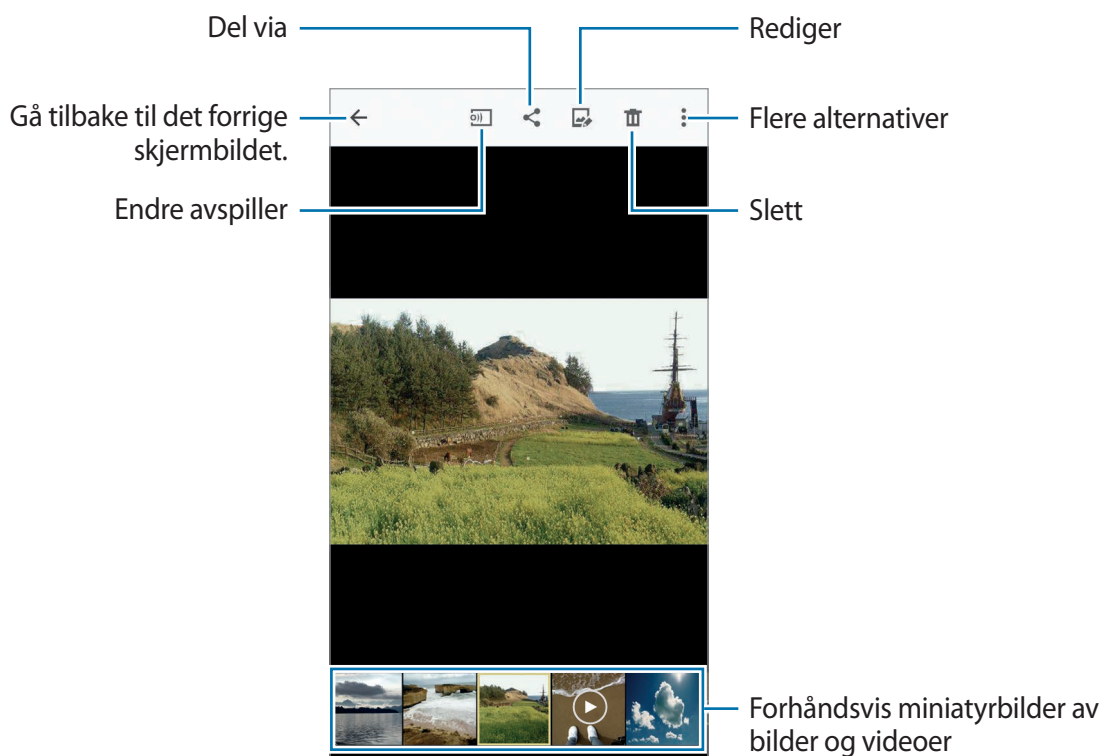 Del via
Rediger
Gå tilbake til det forrige
skjermbildet.
Flere alternativer
Endre avspiller
Slett
Forhåndsvis miniatyrbilder av
bilder og videoer